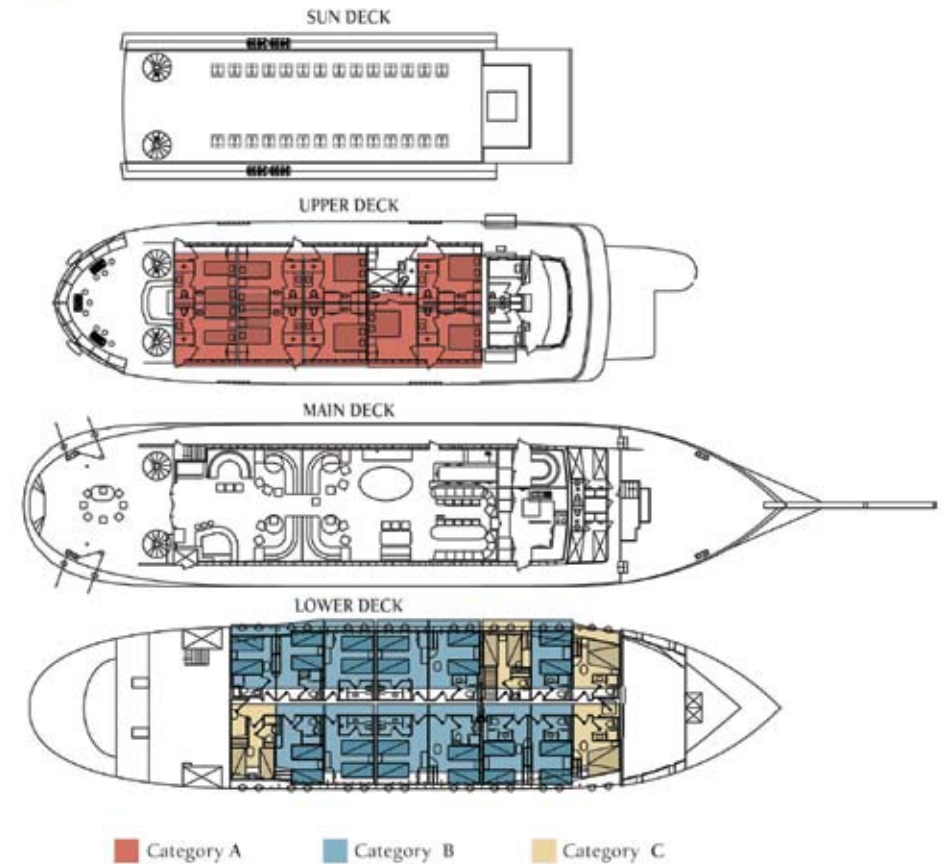 SUN DECK
UPPER DECK
MAIN DECK
LOWER DECK
Category A
Category B
Category C